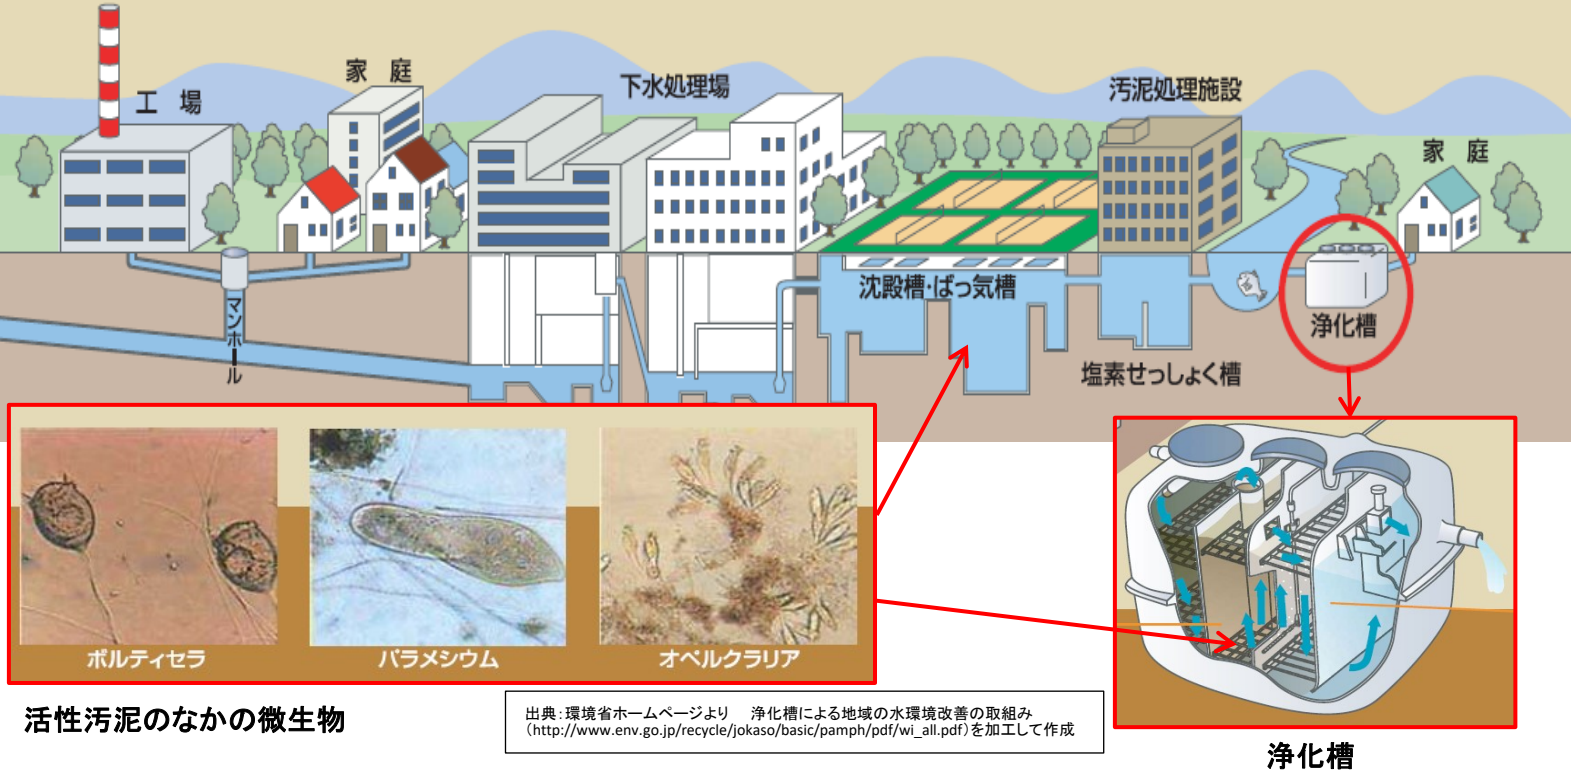 工場
家庭
下水処理場
汚泥処理施設
家庭
マンホール
沈殿槽・ばっ気槽
浄化槽
塩素せっしょく槽
ボルティセラ
パラメシウム
オペルクラリア
活性汚泥のなかの微生物
出典：環境省ホームページより　浄化槽による地域の水環境改善の取組み
（http://www.env.go.jp/recycle/jokaso/basic/pamph/pdf/wi_all.pdf）を加工して作成
浄化槽